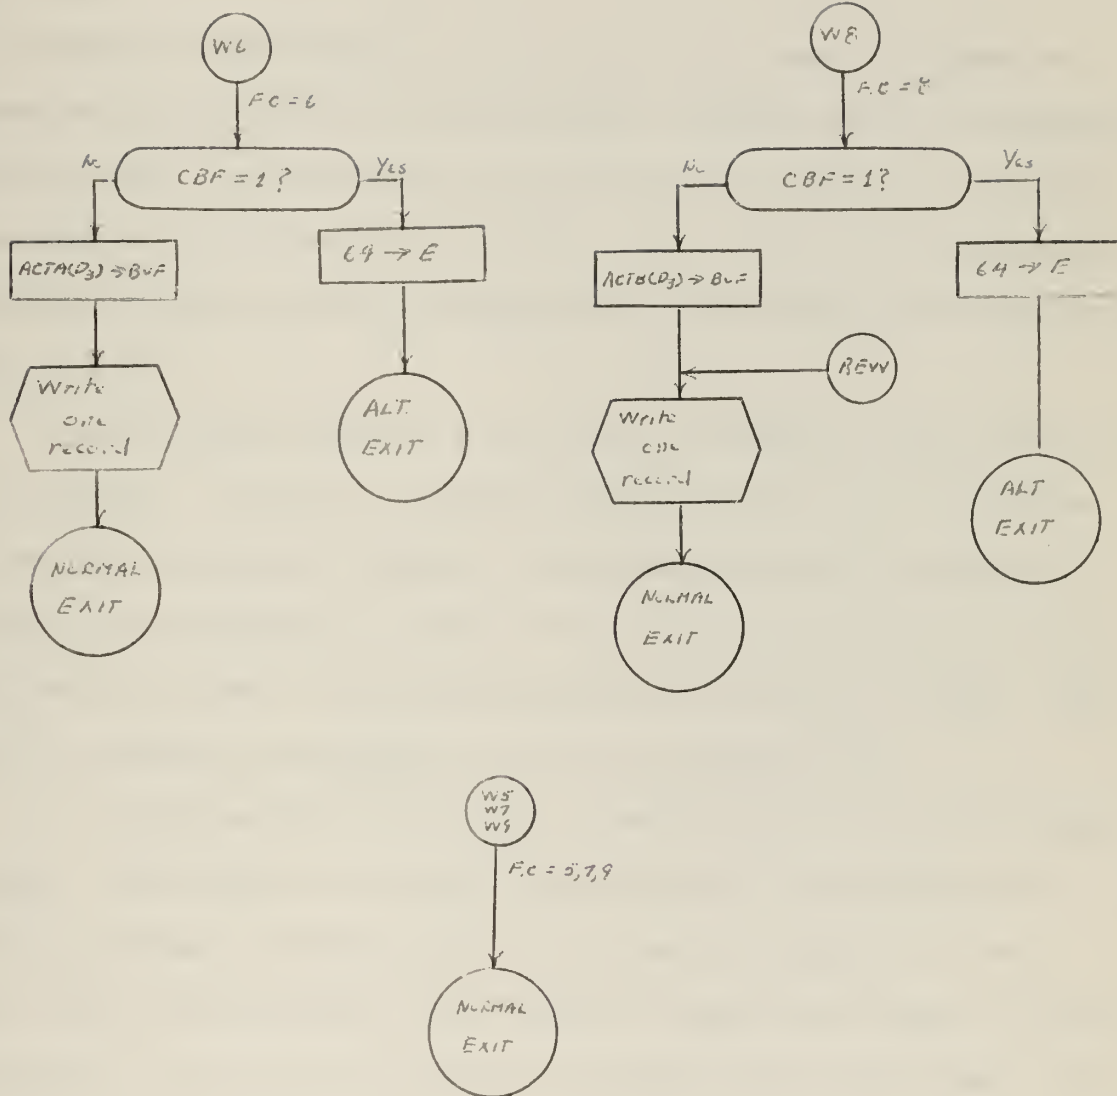 W6
F.C = 6
No
CBF = 1 ?
Yes
ACTA(D3) → BUF
64 → E
Write
one
record
ALT.
EXIT
NORMAL
EXIT
W8
F.C = 8
No
CBF = 1?
Yes
ACTB(D3) → BUF
64 → E
Write
one
record
ALT
EXIT
NORMAL
EXIT
W5
W7
W9
F.C = 5,7,9
NORMAL
EXIT